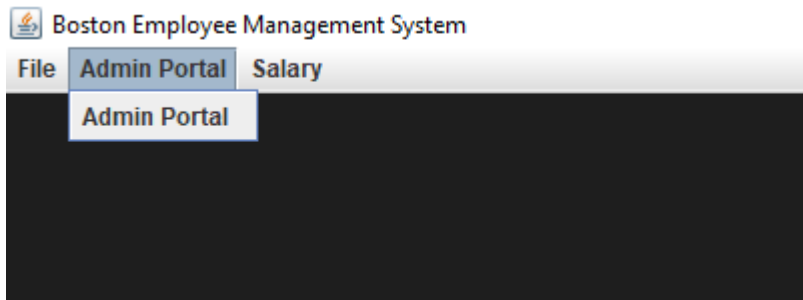 Boston Employee Management System
File Admin Portal Salary
Admin Portal